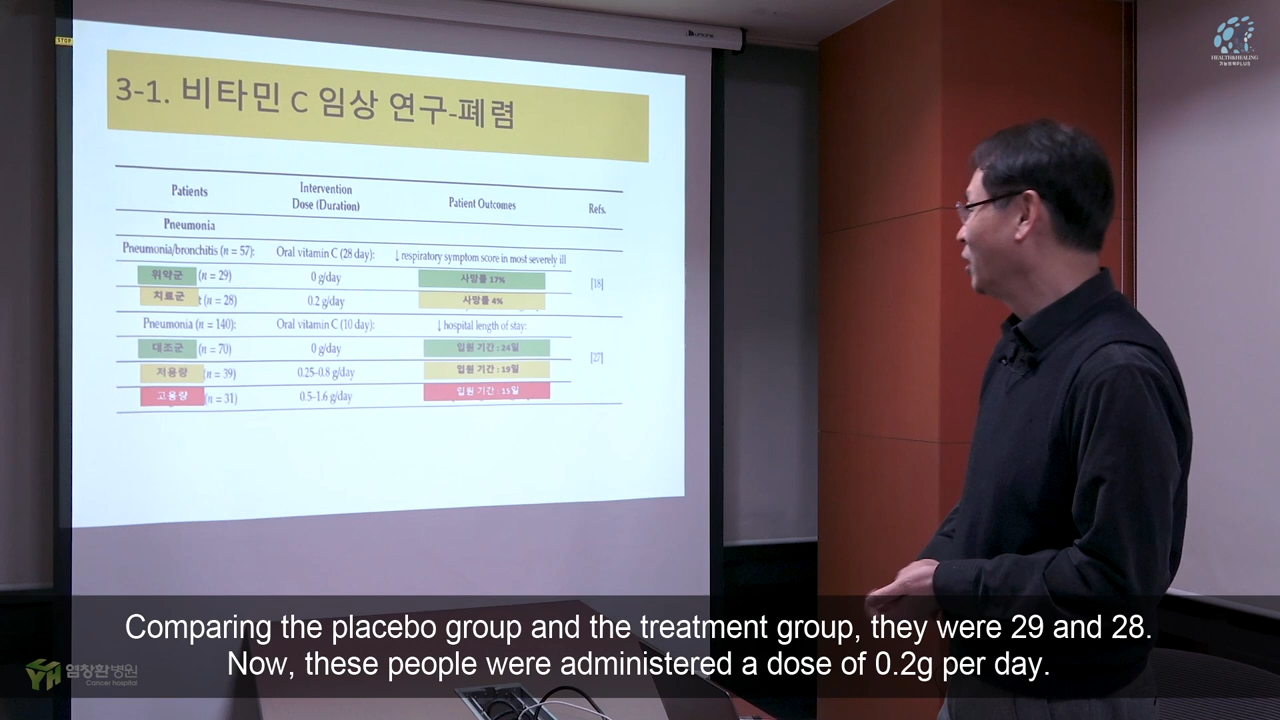 STOP
HEALTH&HEALING
3-1. 비타민 C 임상 연구-폐렴
Patients Intervention Dose (Duration) Patient Outcomes Refs.
Pneumonia
Pneumonia/bronchitis (n = 57): Oral vitamin C (28 day): ↓ respiratory symptom score in most severely ill
위약군 (n = 29) 0 g/day 사망률 17% [18]
치료군 t (n = 28) 0.2 g/day 사망률 4%
Pneumonia (n = 140): Oral vitamin C (10 day): ↓ hospital length of stay:
대조군 (n = 70) 0 g/day 입원 기간 : 24일 [27]
저용량 (n = 39) 0.25–0.8 g/day 입원 기간 : 19일
고용량 (n = 31) 0.5–1.6 g/day 입원 기간 : 15일
Comparing the placebo group and the treatment group, they were 29 and 28.
Now, these people were administered a dose of 0.2g per day.
YH 염창환병원
Cancer hospital